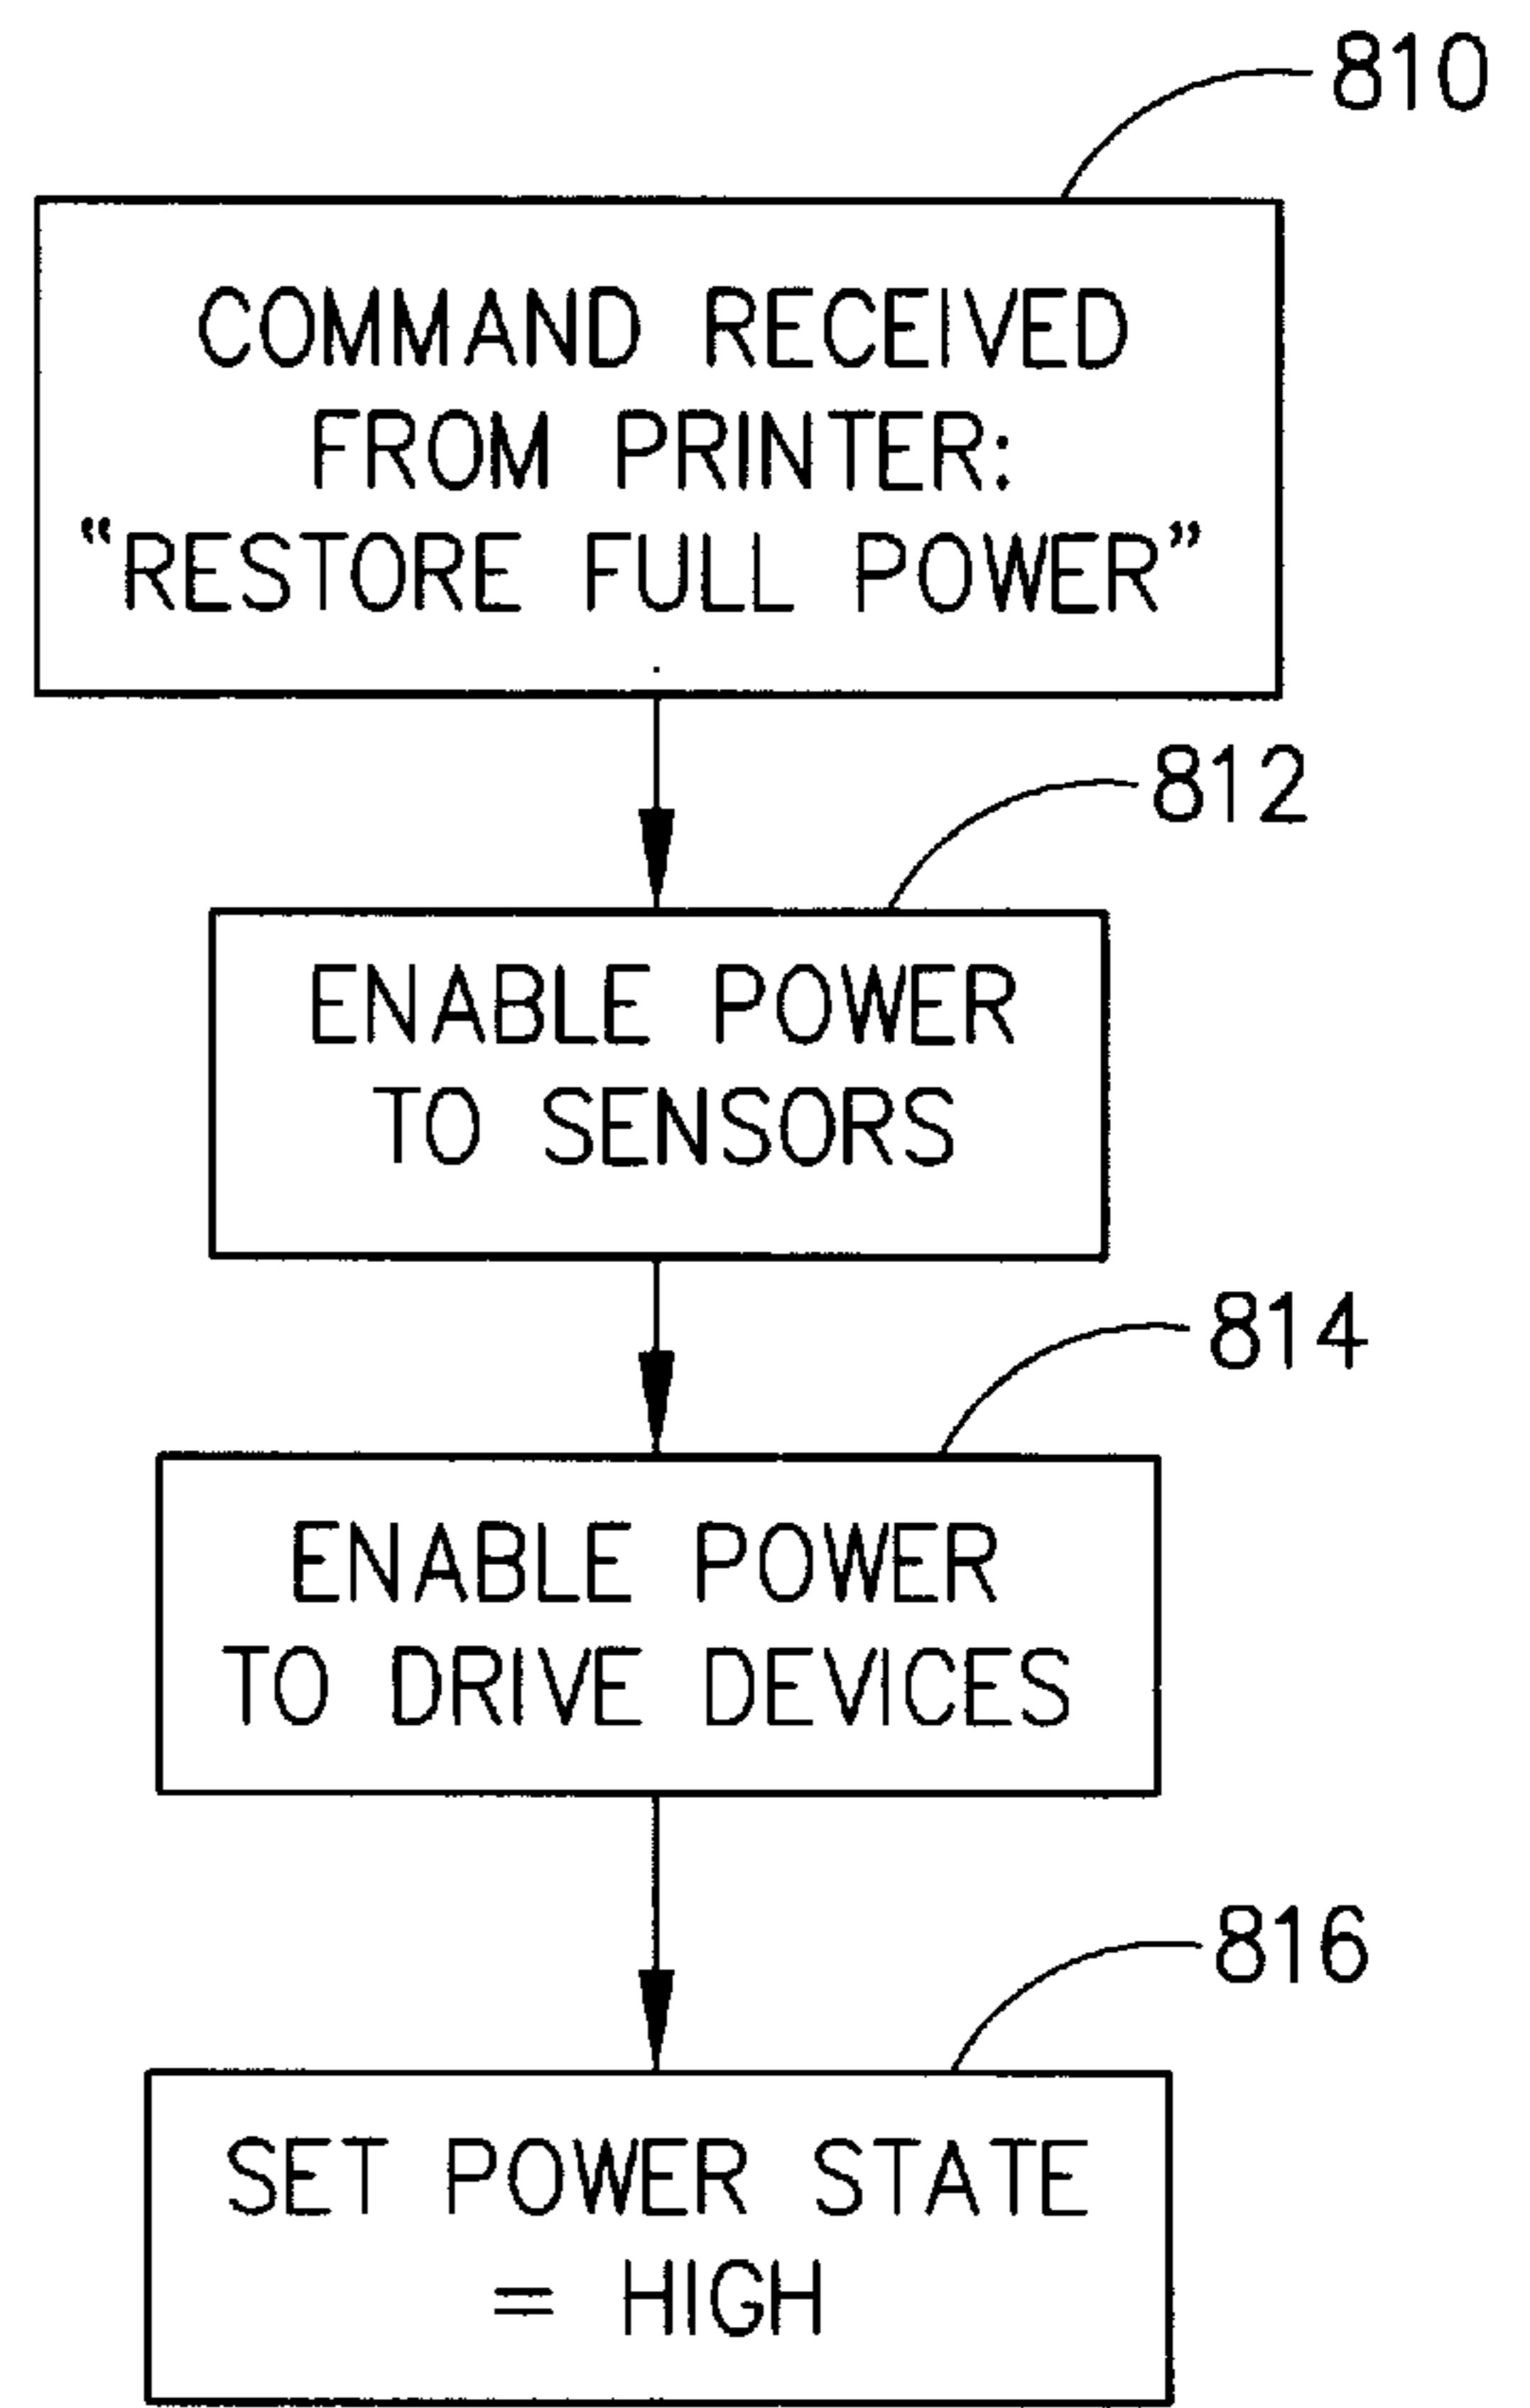 810
COMMAND RECEIVED
FROM PRINTER:
“RESTORE FULL POWER”
812
ENABLE POWER
TO SENSORS
814
ENABLE POWER
TO DRIVE DEVICES
816
SET POWER STATE
= HIGH